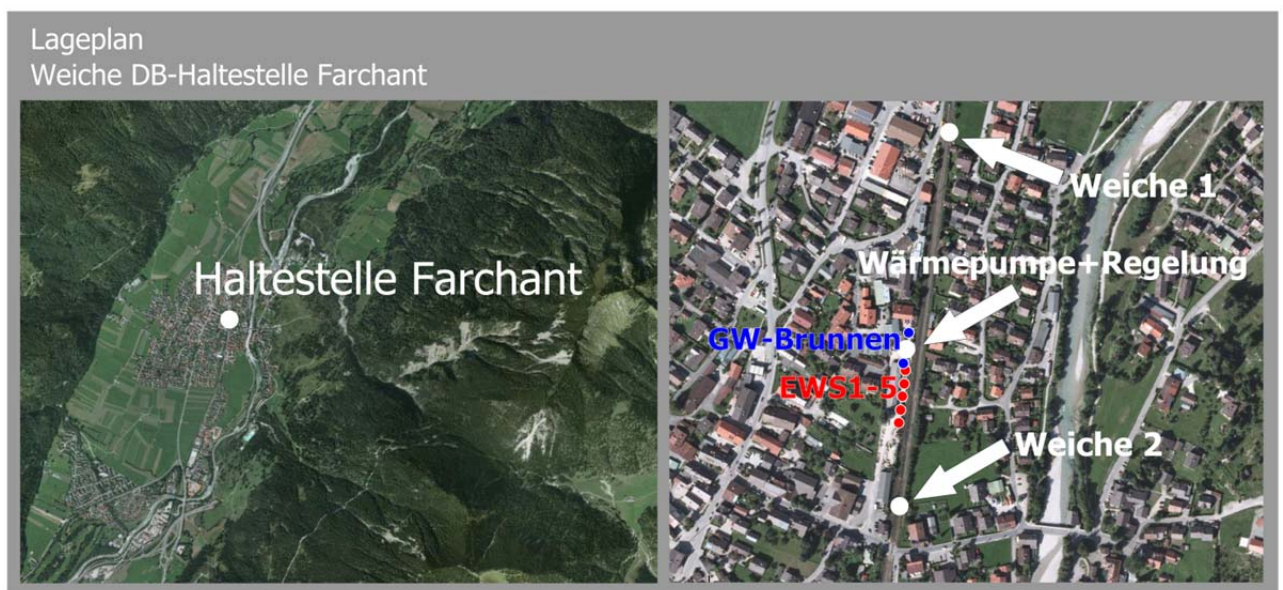 Lageplan
Weiche DB-Haltestelle Farchant
Haltestelle Farchant
Weiche 1
Wärmepumpe+Regelung
GW-Brunnen
EWS1-5
Weiche 2